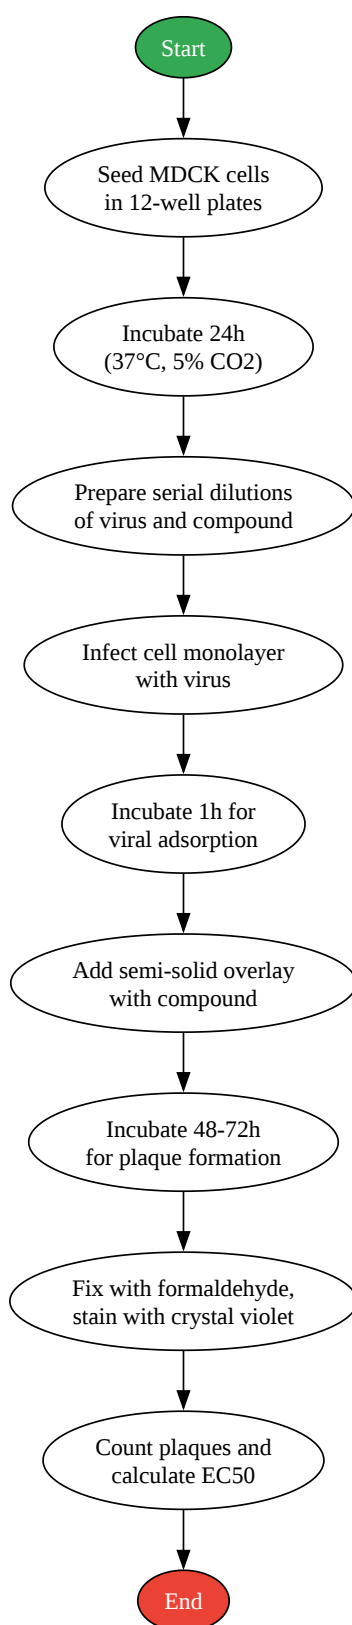 Start
Seed MDCK cells
in 12-well plates
Incubate 24h
(37°C, 5% CO2)
Prepare serial dilutions
of virus and compound
Infect cell monolayer
with virus
Incubate 1h for
viral adsorption
Add semi-solid overlay
with compound
Incubate 48-72h
for plaque formation
Fix with formaldehyde,
stain with crystal violet
Count plaques and
calculate EC50
End